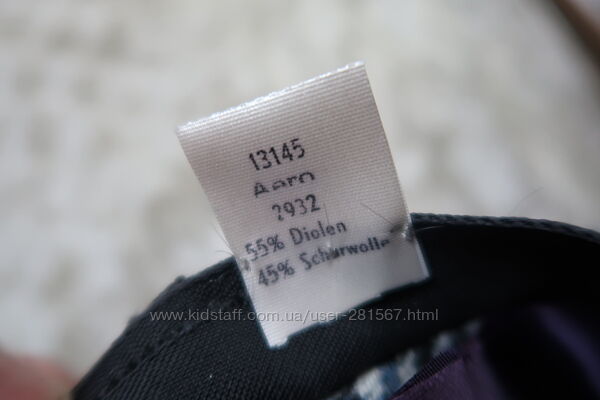 13145
Aero
2932
55% Diolen
45% Schurwolle
www.kidstaff.com.ua/user-281567.html